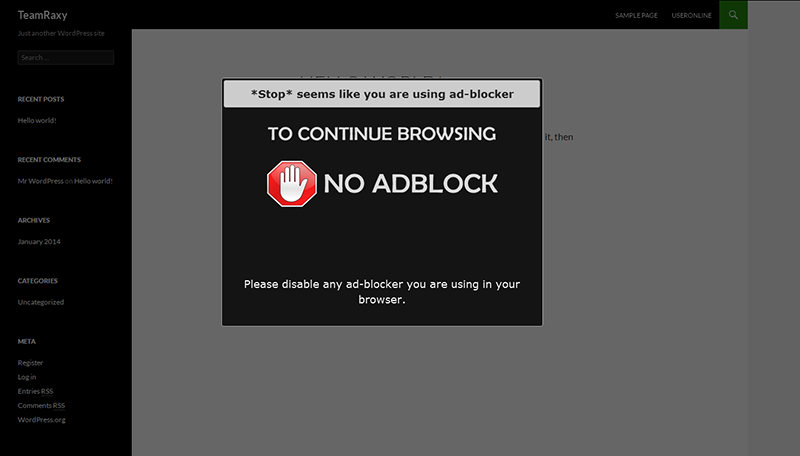 TeamRaxy
Just another WordPress site
Search ...
RECENT POSTS
Hello world!
RECENT COMMENTS
Mr WordPress on Hello world!
ARCHIVES
January 2014
CATEGORIES
Uncategorized
META
Register
Log in
Entries RSS
Comments RSS
WordPress.org
SAMPLE PAGE USERONLINE
*Stop* seems like you are using ad-blocker
TO CONTINUE BROWSING
NO ADBLOCK
Please disable any ad-blocker you are using in your
browser.
it, then